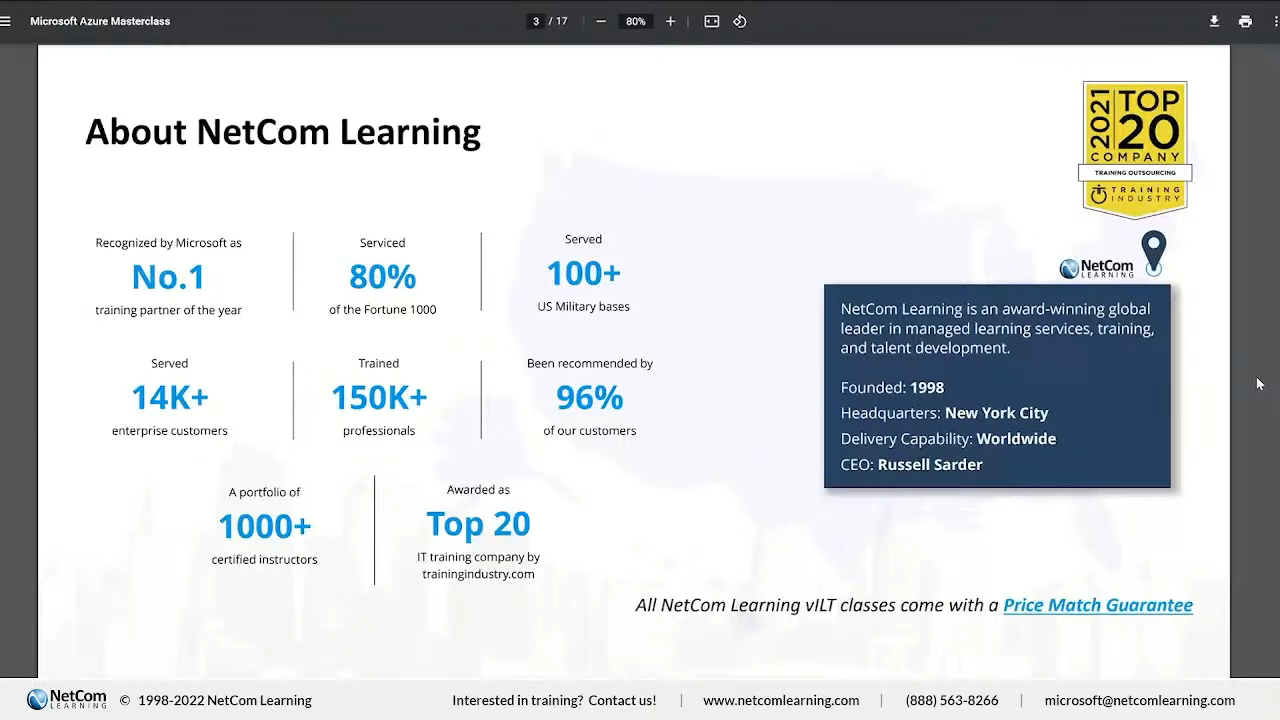 Microsoft Azure Masterclass
3 / 17
80%
About NetCom Learning
2021
TOP
20
COMPANY
TRAINING OUTSOURCING
TRAINING
INDUSTRY
Recognized by Microsoft as
No.1
training partner of the year
Serviced
80%
of the Fortune 1000
Served
100+
US Military bases
Served
14K+
enterprise customers
Trained
150K+
professionals
Been recommended by
96%
of our customers
A portfolio of
1000+
certified instructors
Awarded as
Top 20
IT training company by
trainingindustry.com
NetCom
LEARNING
NetCom Learning is an award-winning global
leader in managed learning services, training,
and talent development.
Founded: 1998
Headquarters: New York City
Delivery Capability: Worldwide
CEO: Russell Sarder
All NetCom Learning vILT classes come with a Price Match Guarantee
NetCom
LEARNING
© 1998-2022 NetCom Learning
Interested in training? Contact us! | www.netcomlearning.com | (888) 563-8266 | microsoft@netcomlearning.com